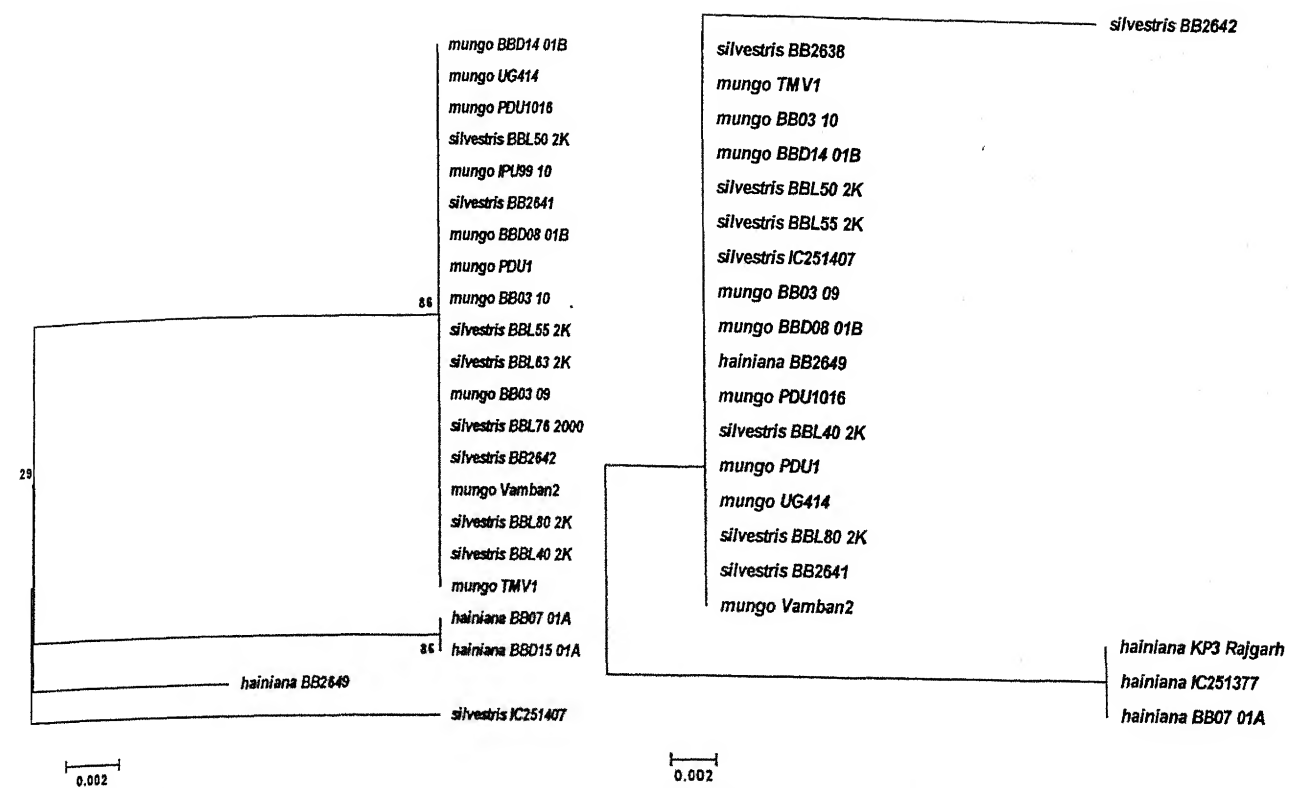 mungo BBD14 01B
mungo UG414
mungo PDU1016
silvestris BBL50 2K
mungo IPU99 10
silvestris BB2641
mungo BBD08 01B
mungo PDU1
86
mungo BB03 10
silvestris BBL55 2K
silvestris BBL63 2K
mungo BB03 09
silvestris BBL76 2000
silvestris BB2642
29
mungo Vamban2
silvestris BBL80 2K
silvestris BBL40 2K
mungo TMV1
hainiana BB07 01A
86
hainiana BBD15 01A
hainiana BB2649
silvestris IC251407
0.002
silvestris BB2642
silvestris BB2638
mungo TMV1
mungo BB03 10
mungo BBD14 01B
silvestris BBL50 2K
silvestris BBL55 2K
silvestris IC251407
mungo BB03 09
mungo BBD08 01B
hainiana BB2649
mungo PDU1016
silvestris BBL40 2K
mungo PDU1
mungo UG414
silvestris BBL80 2K
silvestris BB2641
mungo Vamban2
hainiana KP3 Rajgarh
hainiana IC251377
hainiana BB07 01A
0.002